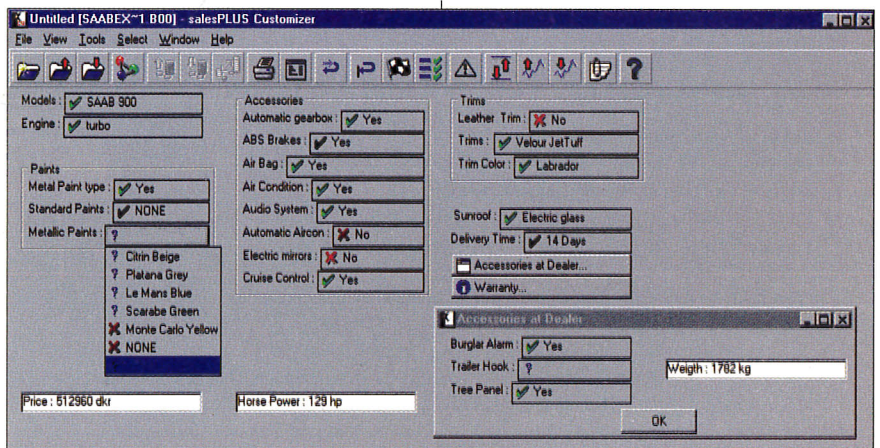 Untitled [SAABEX~1.B00] - salesPLUS Customizer
File View Tools Select Window Help
Models : SAAB 900
Engine : turbo
Paints
Metal Paint type : Yes
Standard Paints : NONE
Metallic Paints : ?
? Citrin Beige
? Platana Grey
? Le Mans Blue
? Scarabe Green
Monte Carlo Yellow
NONE
Accessories
Automatic gearbox : Yes
ABS Brakes : Yes
Air Bag : Yes
Air Condition : Yes
Audio System : Yes
Automatic Aircon : No
Electric mirrors : No
Cruise Control : Yes
Trims
Leather Trim : No
Trims : Velour JetTuff
Trim Color : Labrador
Sunroof : Electric glass
Delivery Time : 14 Days
Accessories at Dealer...
Warranty...
Accessories at Dealer
Burglar Alarm : Yes
Trailer Hook : ?
Tree Panel : Yes
Weigth : 1782 kg
OK
Price : 512960 dkr
Horse Power : 129 hp